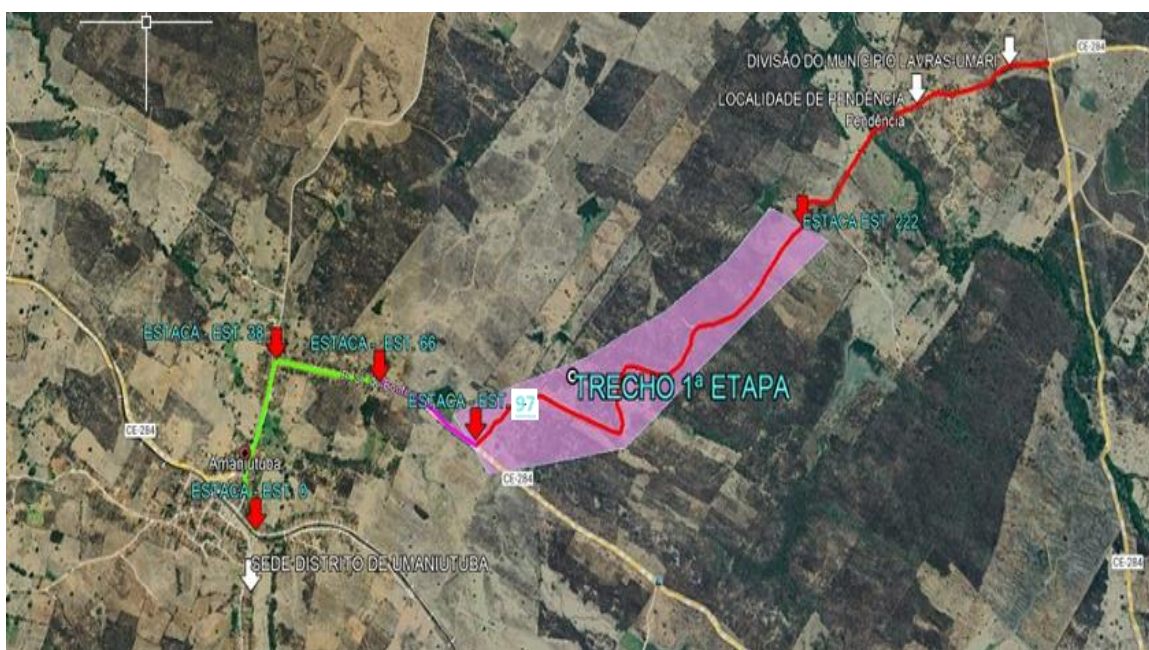 CE-284
DIVISÃO DO MUNICIPIO LAVRAS-UMARI
LOCALIDADE DE PENDÊNCIA
Pendência
ESTACA EST. 222
ESTACA - EST. 38
ESTACA - EST. 66
TRECHO 1ª ETAPA
ESTACA - EST. 97
CE-284
Amaniutuba
CE-284
ESTACA - EST. 0
SEDE DISTRITO DE UMANIUTUBA
CE-284